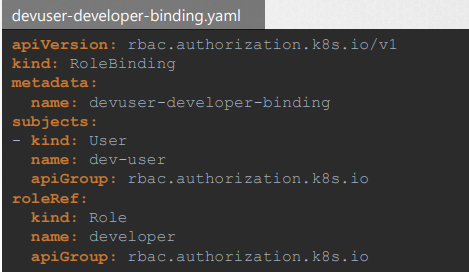 devuser-developer-binding.yaml
apiVersion: rbac.authorization.k8s.io/v1
kind: RoleBinding
metadata:
  name: devuser-developer-binding
subjects:
- kind: User
  name: dev-user
  apiGroup: rbac.authorization.k8s.io
roleRef:
  kind: Role
  name: developer
  apiGroup: rbac.authorization.k8s.io